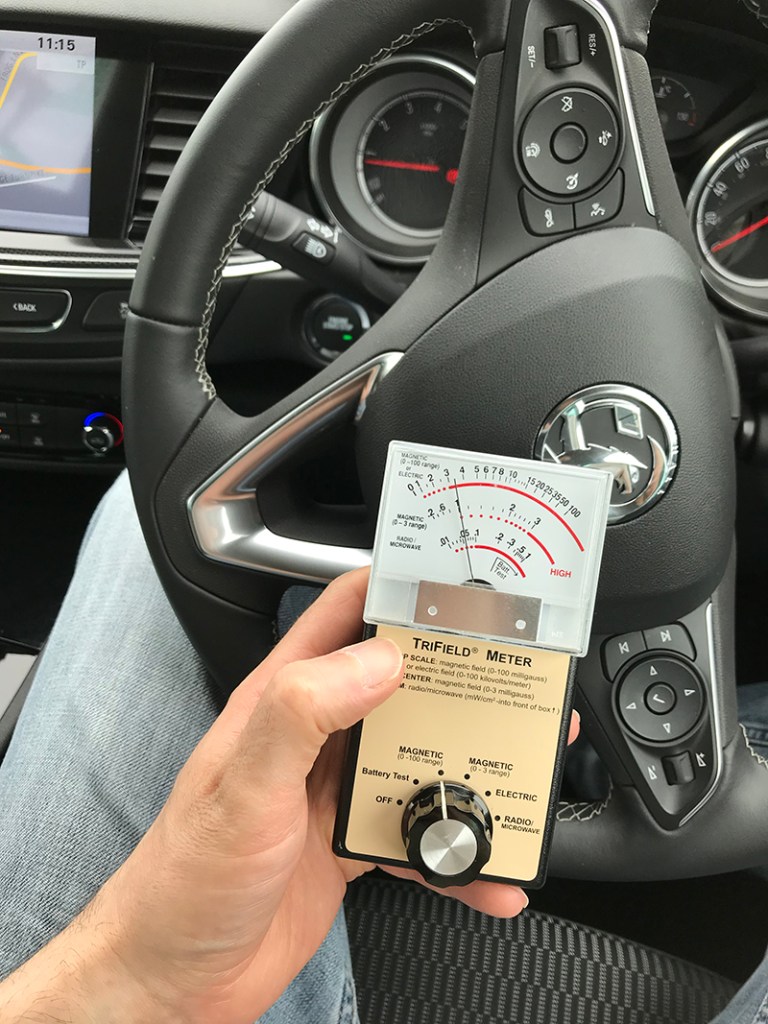 11:15
TP
RES/+
SET/-
BACK
MAGNETIC
(0-100 range)
or
ELECTRIC
0 1 2 3 4 5 6 7 8 10 15 20 25 35 50 100
MAGNETIC
(0-3 range)
.2 .6 1 2 3
RADIO/
MICROWAVE
.01 .05 .1 .2 .3 .5 1
Batt
Test
HIGH
TRIFIELD® METER
P SCALE: magnetic field (0-100 milligauss)
or electric field (0-100 kilovolts/meter)
CENTER: magnetic field (0-3 milligauss)
M: radio/microwave (mW/cm²-into front of box↑)
MAGNETIC
(0-100 range)
MAGNETIC
(0-3 range)
Battery Test
ELECTRIC
OFF
RADIO/
MICROWAVE